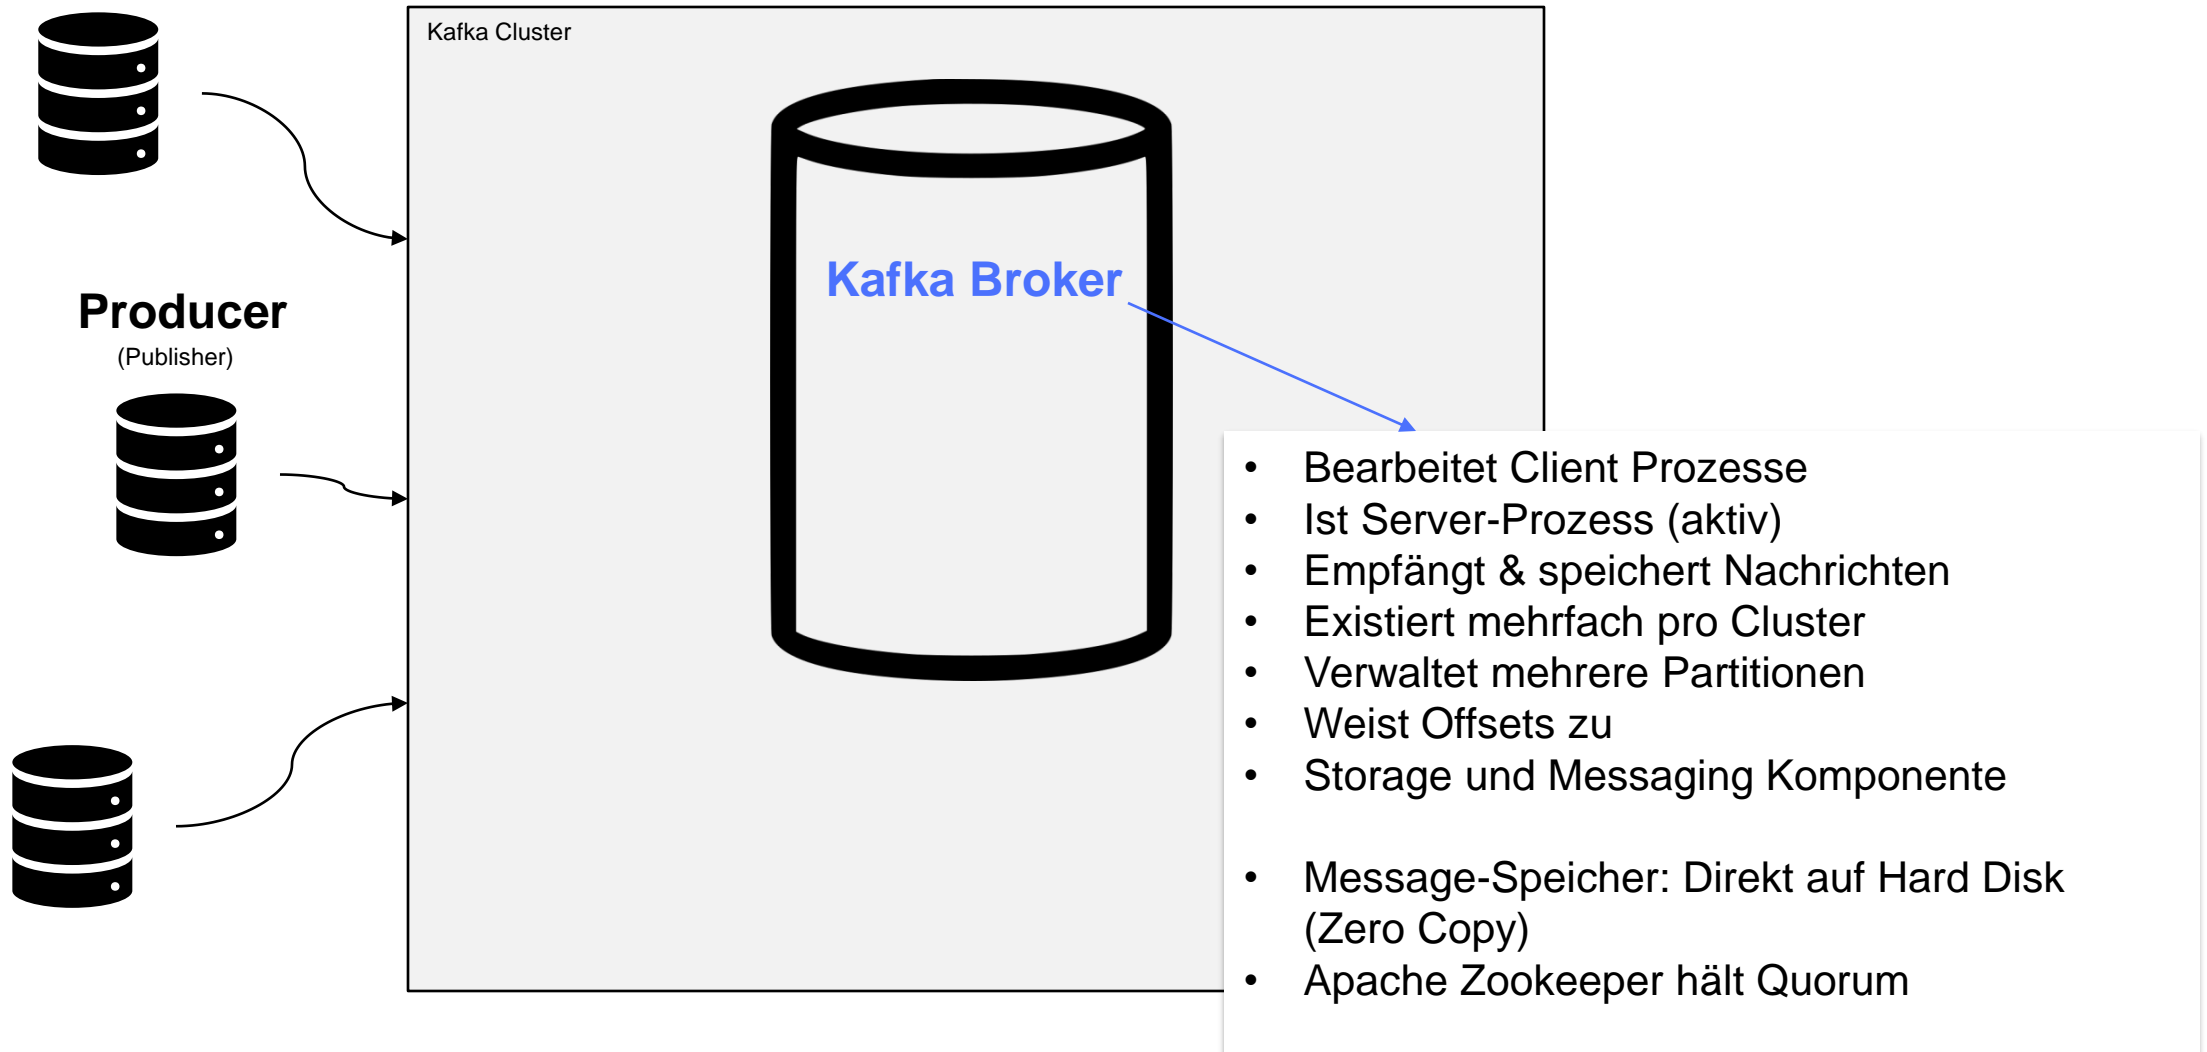 Kafka Cluster
Kafka Broker
Producer
(Publisher)
• Bearbeitet Client Prozesse
• Ist Server-Prozess (aktiv)
• Empfängt & speichert Nachrichten
• Existiert mehrfach pro Cluster
• Verwaltet mehrere Partitionen
• Weist Offsets zu
• Storage und Messaging Komponente
• Message-Speicher: Direkt auf Hard Disk
(Zero Copy)
• Apache Zookeeper hält Quorum